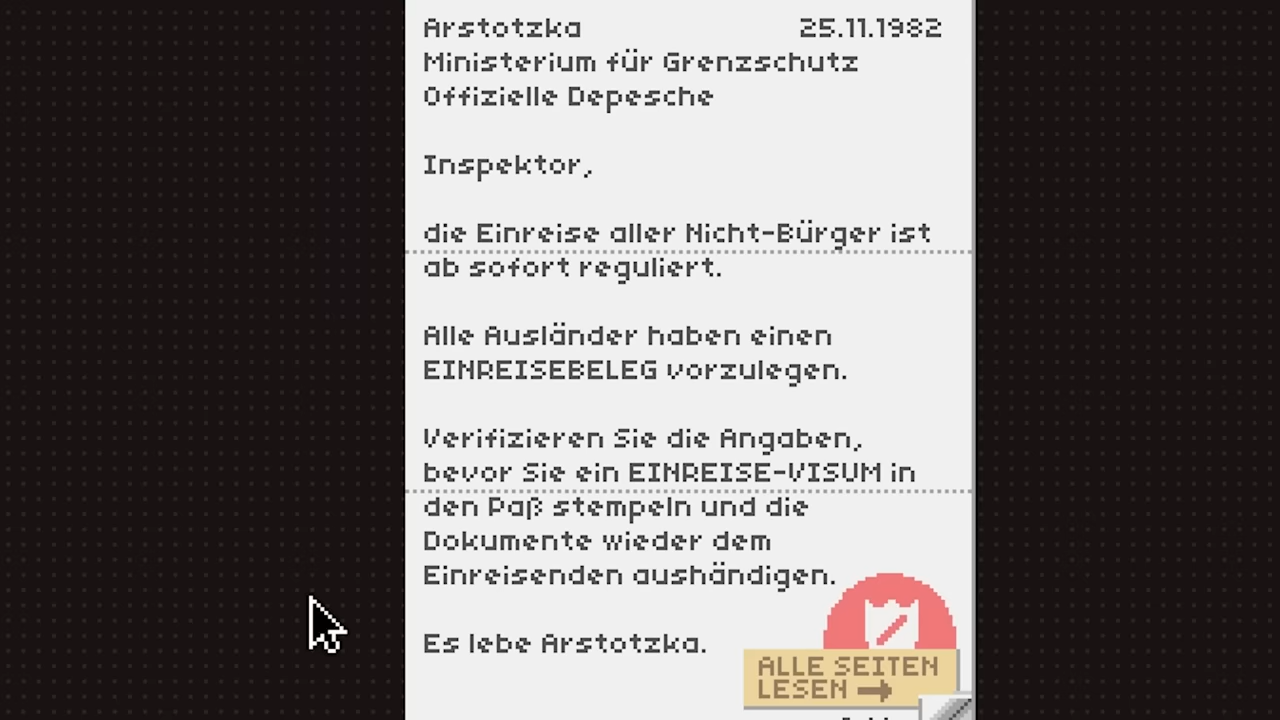 Arstotzka 25.11.1982
Ministerium für Grenzschutz
Offizielle Depesche
Inspektor,
die Einreise aller Nicht-Bürger ist
ab sofort reguliert.
Alle Ausländer haben einen
EINREISEBELEG vorzulegen.
Verifizieren Sie die Angaben,
bevor Sie ein EINREISE-VISUM in
den Paß stempeln und die
Dokumente wieder dem
Einreisenden aushändigen.
Es lebe Arstotzka.
ALLE SEITEN
LESEN